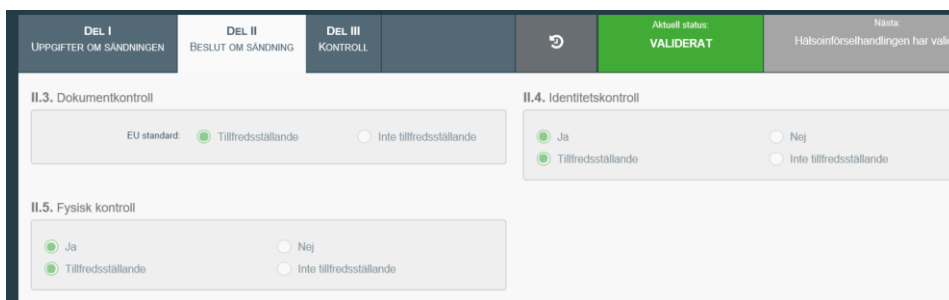 DEL I
UPPGIFTER OM SÄNDNINGEN
DEL II
BESLUT OM SÄNDNING
DEL III
KONTROLL
Aktuell status:
VALIDERAT
Nästa:
Hälsoinförselhandlingen har vali
II.3. Dokumentkontroll
EU standard: Tillfredsställande Inte tillfredsställande
II.4. Identitetskontroll
Ja Nej
Tillfredsställande Inte tillfredsställande
II.5. Fysisk kontroll
Ja Nej
Tillfredsställande Inte tillfredsställande